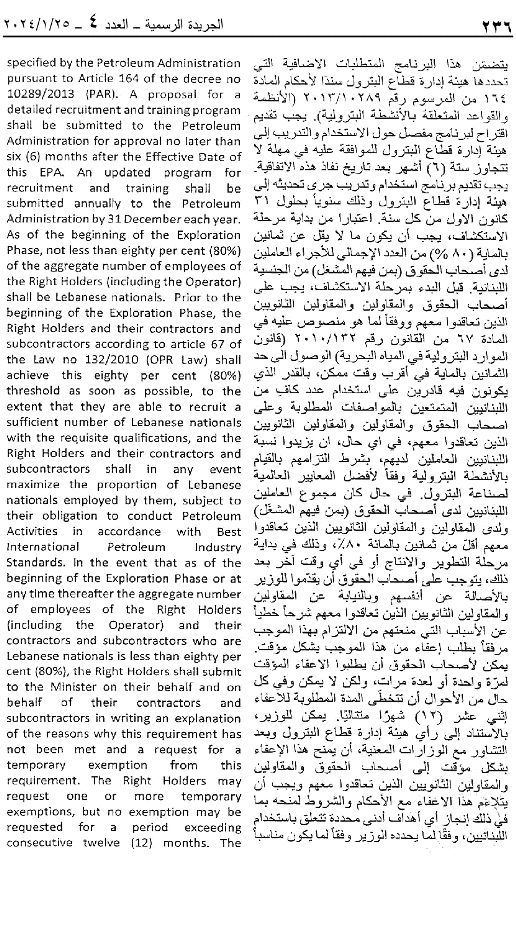 ٢٣٦
الجريدة الرسمية – العدد ٤ – ٢٠٢٤/١/٢٥
specified by the Petroleum Administration
pursuant to Article 164 of the decree no
10289/2013 (PAR). A proposal for a
detailed recruitment and training program
shall be submitted to the Petroleum
Administration for approval no later than
six (6) months after the Effective Date of
this EPA. An updated program for
recruitment and training shall be
submitted annually to the Petroleum
Administration by 31 December each year.
As of the beginning of the Exploration
Phase, not less than eighty per cent (80%)
of the aggregate number of employees of
the Right Holders (including the Operator)
shall be Lebanese nationals. Prior to the
beginning of the Exploration Phase, the
Right Holders and their contractors and
subcontractors according to article 67 of
the Law no 132/2010 (OPR Law) shall
achieve this eighty per cent (80%)
threshold as soon as possible, to the
extent that they are able to recruit a
sufficient number of Lebanese nationals
with the requisite qualifications, and the
Right Holders and their contractors and
subcontractors shall in any event
maximize the proportion of Lebanese
nationals employed by them, subject to
their obligation to conduct Petroleum
Activities in accordance with Best
International Petroleum Industry
Standards. In the event that as of the
beginning of the Exploration Phase or at
any time thereafter the aggregate number
of employees of the Right Holders
(including the Operator) and their
contractors and subcontractors who are
Lebanese nationals is less than eighty per
cent (80%), the Right Holders shall submit
to the Minister on their behalf and on
behalf of their contractors and
subcontractors in writing an explanation
of the reasons why this requirement has
not been met and a request for a
temporary exemption from this
requirement. The Right Holders may
request one or more temporary
exemptions, but no exemption may be
requested for a period exceeding
consecutive twelve (12) months. The
يتضمّن هذا البرنامج المتطلبات الاضافية التي
تحددها هيئة إدارة قطاع البترول سنداً لأحكام المادة
١٦٤ من المرسوم رقم ٢٠١٣/١٠٢٨٩ (الأنظمة
والقواعد المتعلقة بالأنشطة البترولية). يجب تقديم
اقتراح لبرنامج مفصل حول الاستخدام والتدريب إلى
هيئة إدارة قطاع البترول للموافقة عليه في مهلة لا
تتجاوز ستة (٦) أشهر بعد تاريخ نفاذ هذه الاتفاقية.
يجب تقديم برنامج استخدام وتدريب جرى تحديثه إلى
هيئة إدارة قطاع البترول وذلك سنوياً بحلول ٣١
كانون الاول من كل سنة. اعتباراً من بداية مرحلة
الاستكشاف، يجب أن يكون ما لا يقل عن ثمانين
بالماية (٨٠ %) من العدد الإجمالي للأجراء العاملين
لدى أصحاب الحقوق (بمن فيهم المشغل) من الجنسية
اللبنانية. قبل البدء بمرحلة الاستكشاف، يجب على
أصحاب الحقوق والمقاولين والمقاولين الثانويين
الذين تعاقدوا معهم ووفقاً لما هو منصوص عليه في
المادة ٦٧ من القانون رقم ٢٠١٠/١٣٢ (قانون
الموارد البترولية في المياه البحرية) الوصول الى حد
الثمانين بالماية في أقرب وقت ممكن، بالقدر الذي
يكونون فيه قادرين على استخدام عدد كاف من
اللبنانيين المتمتعين بالمواصفات المطلوبة وعلى
اصحاب الحقوق والمقاولين والمقاولين الثانويين
الذين تعاقدوا معهم، في اي حال، ان يزيدوا نسبة
اللبنانيين العاملين لديهم، بشرط التزامهم بالقيام
بالأنشطة البترولية وفقاً لأفضل المعايير العالمية
لصناعة البترول. في حال كان مجموع العاملين
اللبنانيين لدى أصحاب الحقوق (بمن فيهم المشغّل)
ولدى المقاولين والمقاولين الثانويين الذين تعاقدوا
معهم أقلّ من ثمانين بالمائة ٨٠٪، وذلك في بداية
مرحلة التطوير والانتاج أو في أي وقت آخر بعد
ذلك، يتوجب على أصحاب الحقوق أن يقدّموا للوزير
بالأصالة عن أنفسهم وبالنيابة عن المقاولين
والمقاولين الثانويين الذين تعاقدوا معهم شرحاً خطياً
عن الأسباب التي منعتهم من الالتزام بهذا الموجب
مرفقاً بطلب إعفاء من هذا الموجب بشكل مؤقت.
يمكن لأصحاب الحقوق أن يطلبوا الاعفاء المؤقت
لمرّة واحدة أو لعدة مرات، ولكن لا يمكن وفي كل
حال من الأحوال أن تتخطّى المدة المطلوبة للاعفاء
إثني عشر (١٢) شهرًا متتاليًا. يمكن للوزير،
بالاستناد إلى رأي هيئة إدارة قطاع البترول وبعد
التشاور مع الوزارات المعنية، أن يمنح هذا الإعفاء
بشكل مؤقت إلى أصحاب الحقوق والمقاولين
والمقاولين الثانويين الذين تعاقدوا معهم ويجب أن
يتلاءم هذا الاعفاء مع الأحكام والشروط لمنحه بما
في ذلك إنجاز أي أهداف أدنى محددة تتعلق باستخدام
اللبنانيين، وفقًا لما يحدده الوزير وفقاً لما يكون مناسباً